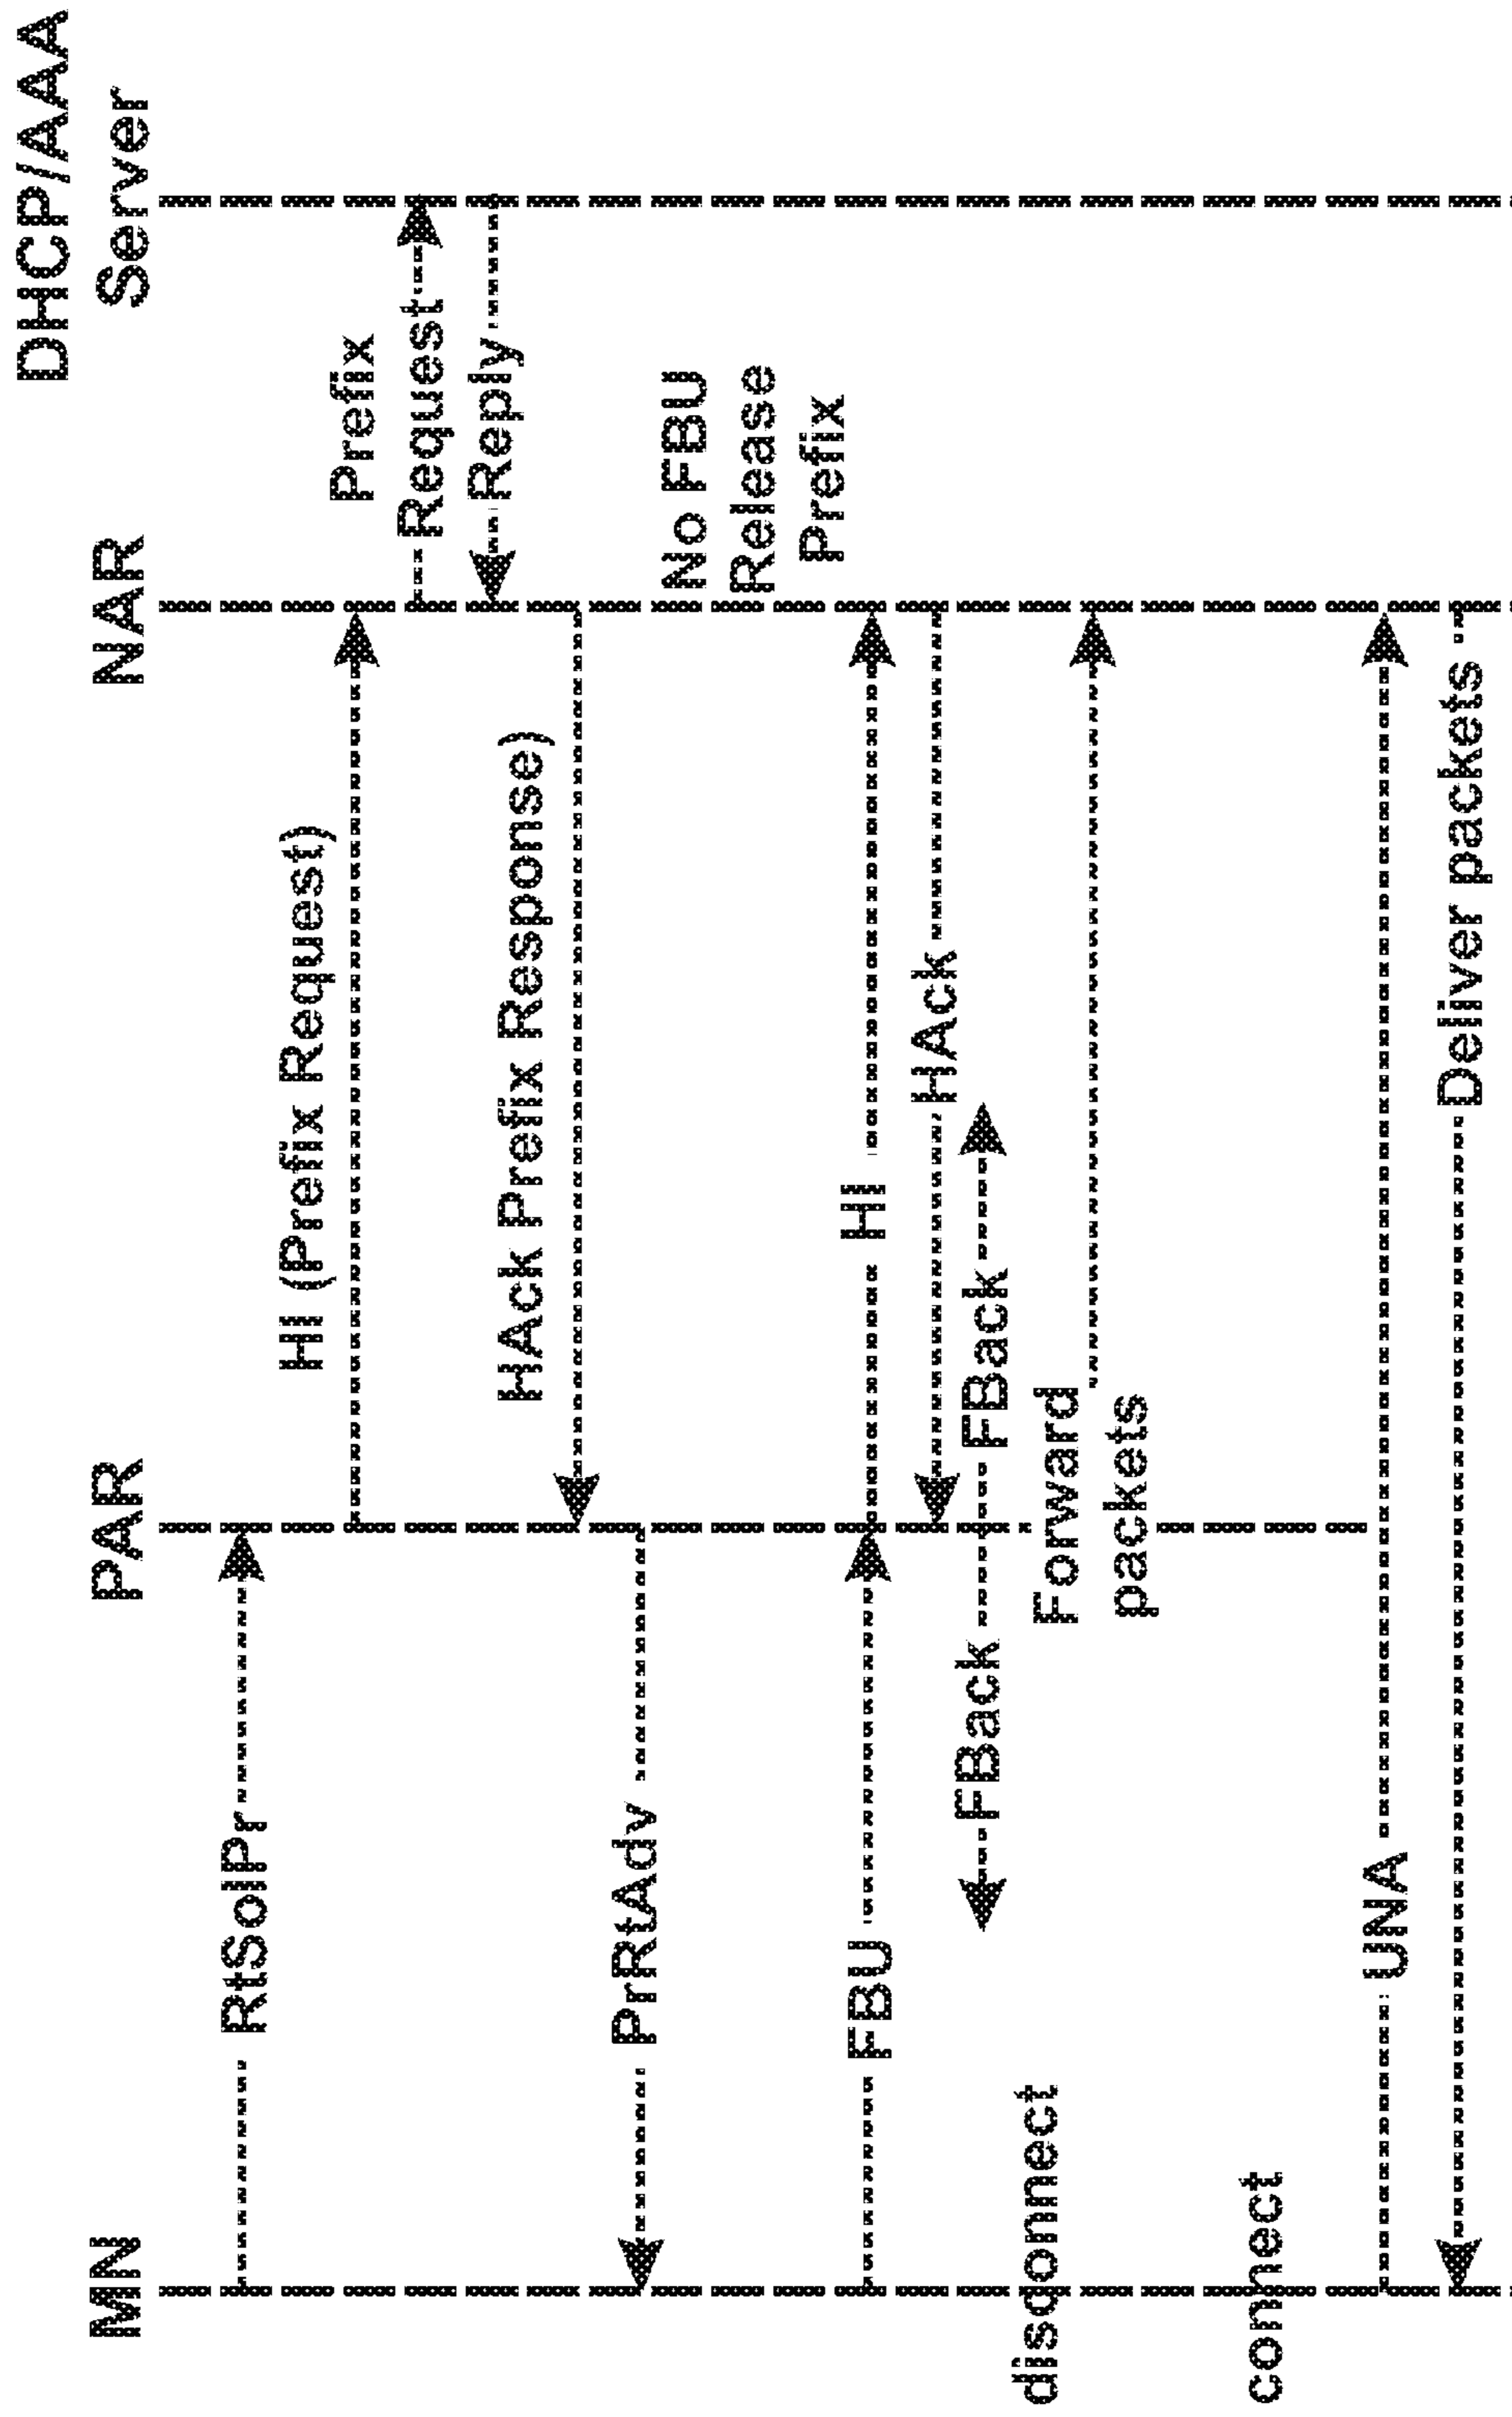 MN
PAR
NAR
DHCP/AAA
Server
RtSolPr
HI (Prefix Request)
Prefix
Request
Reply
HAck Prefix Response)
PrRtAdv
No FBU
Release
Prefix
FBU
HI
HAck
FBack
FBack
disconnect
Forward
packets
connect
UNA
Deliver packets